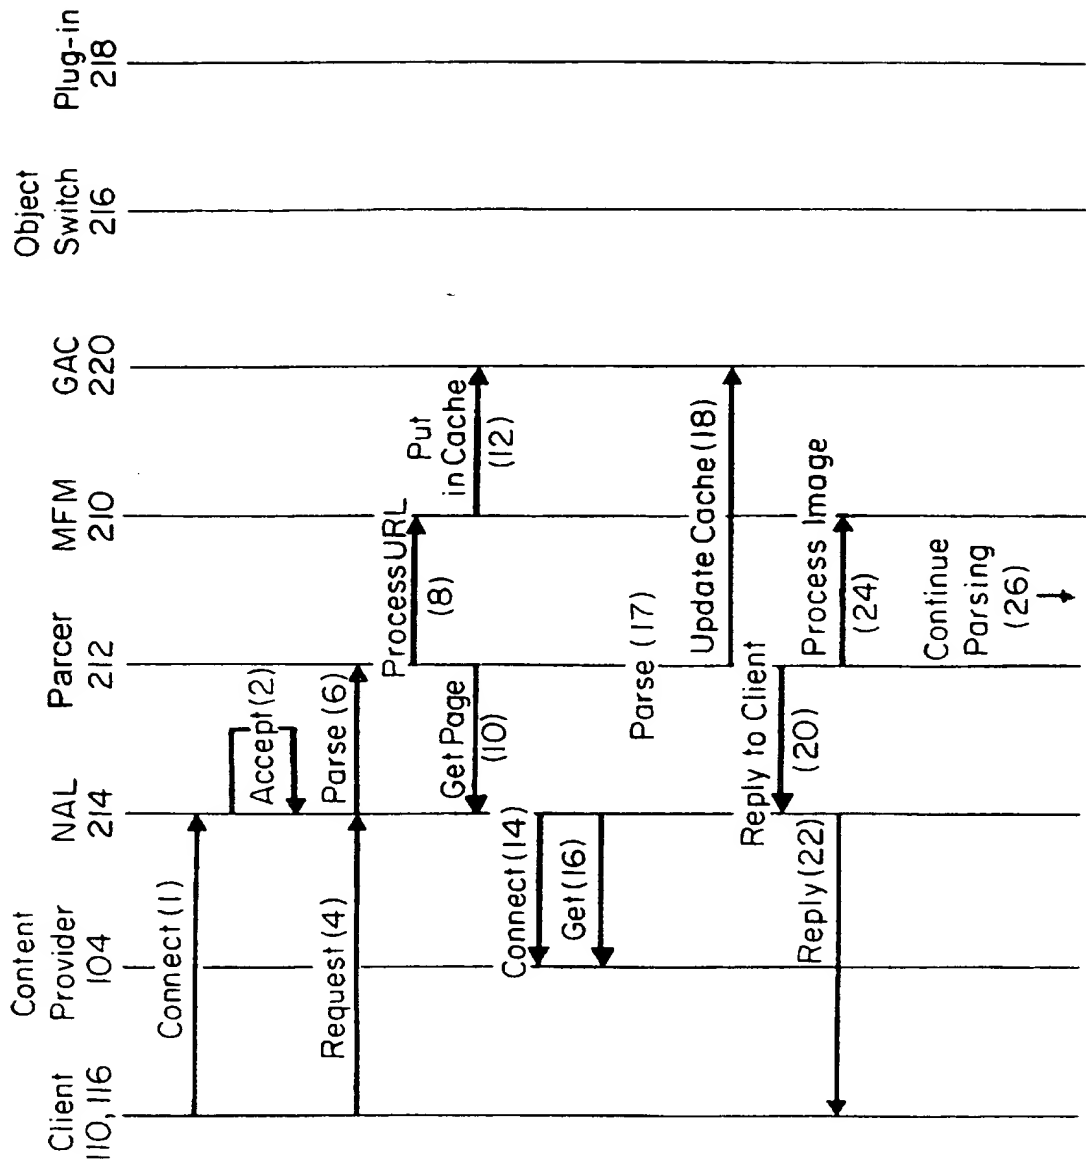 Client
110,116
Content
Provider
104
NAL
214
Parcer
212
MFM
210
GAC
220
Object
Switch
216
Plug-in
218
Connect (1)
Accept (2)
Request (4)
Parse (6)
Process URL
(8)
Get Page
(10)
Put
in Cache
(12)
Connect (14)
Get (16)
Parse (17)
Update Cache (18)
Reply to Client
(20)
Reply (22)
Process Image
(24)
Continue
Parsing
(26)